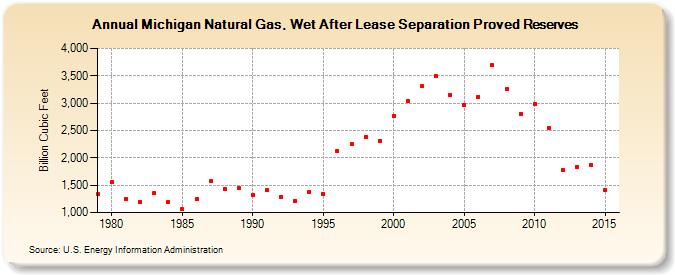 Annual Michigan Natural Gas, Wet After Lease Separation Proved Reserves
Billion Cubic Feet
4,000
3,500
3,000
2,500
2,000
1,500
1,000
1980 1985 1990 1995 2000 2005 2010 2015
Source: U.S. Energy Information Administration